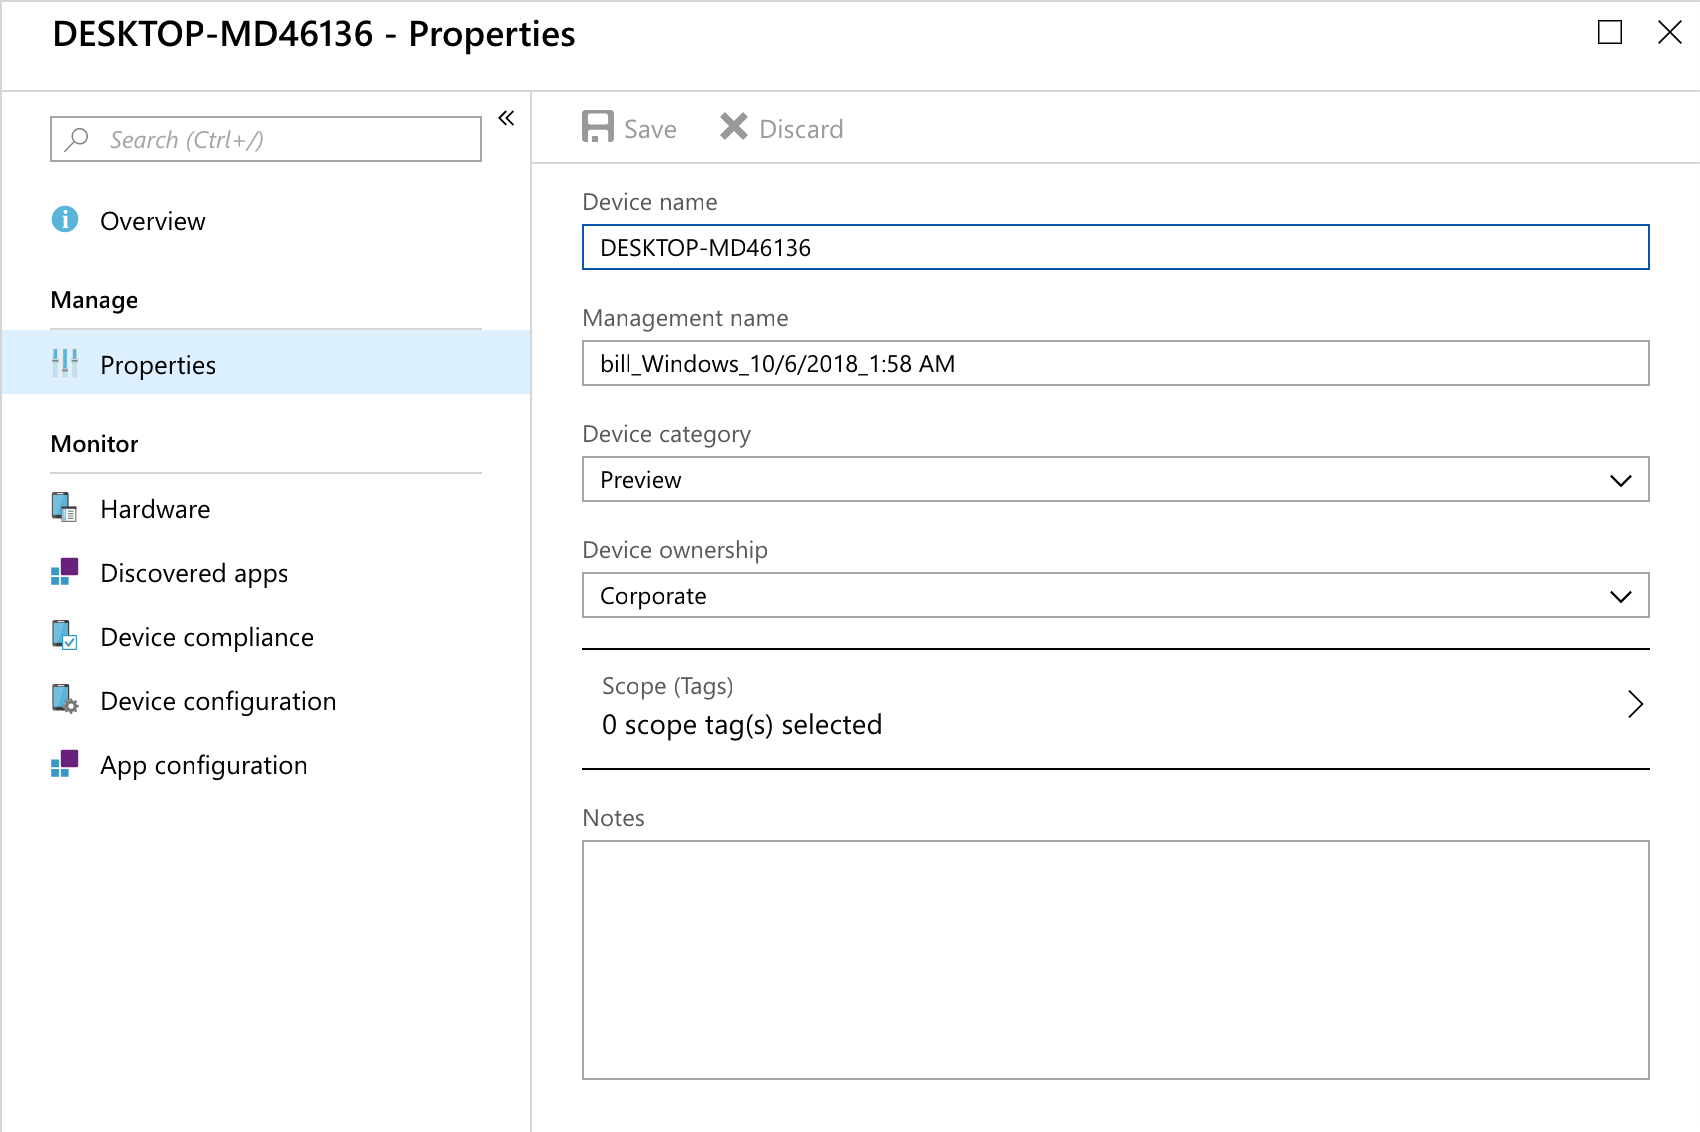 DESKTOP-MD46136 - Properties
Search (Ctrl+/)
Overview
Manage
Properties
Monitor
Hardware
Discovered apps
Device compliance
Device configuration
App configuration
Save
Discard
Device name
DESKTOP-MD46136
Management name
bill_Windows_10/6/2018_1:58 AM
Device category
Preview
Device ownership
Corporate
Scope (Tags)
0 scope tag(s) selected
Notes